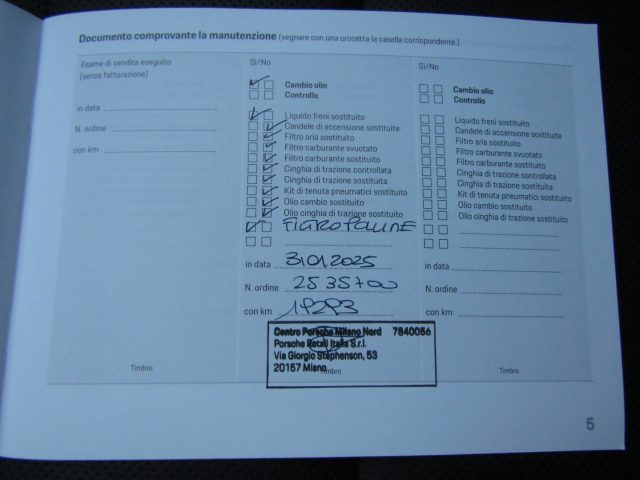 Documento comprovante la manutenzione (segnare con una crocetta la casella corrispondente.)
Esame di vendita eseguito
(senza fatturazione)
in data
N. ordine
con km
Timbro
Sì/No
Cambio olio
Controllo
Liquido freni sostituito
Candele di accensione sostituite
Filtro aria sostituito
Filtro carburante svuotato
Filtro carburante sostituito
Cinghia di trazione controllata
Cinghia di trazione sostituita
Kit di tenuta pneumatici sostituito
Olio cambio sostituito
Olio cinghia di trazione sostituito
FILTRO POLLINE
in data 31.01.2025
N. ordine
con km
Centro Porsche Milano Nord 7840056
Porsche Retail Italia S.r.l.
Via Giorgio Stephenson, 53
20157 Milano
Timbro
Sì/No
Cambio olio
Controllo
Liquido freni sostituito
Candele di accensione sostituite
Filtro aria sostituito
Filtro carburante svuotato
Filtro carburante sostituito
Cinghia di trazione controllata
Cinghia di trazione sostituita
Kit di tenuta pneumatici sostituito
Olio cambio sostituito
Olio cinghia di trazione sostituito
in data
N. ordine
con km
Timbro
5